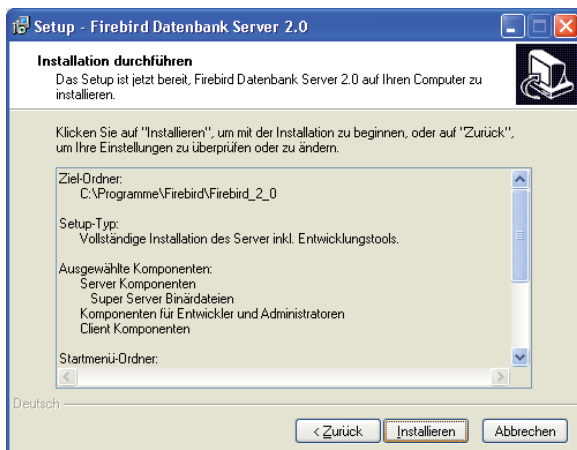 Setup - Firebird Datenbank Server 2.0
Installation durchführen
Das Setup ist jetzt bereit, Firebird Datenbank Server 2.0 auf Ihren Computer zu
installieren.
Klicken Sie auf "Installieren", um mit der Installation zu beginnen, oder auf "Zurück",
um Ihre Einstellungen zu überprüfen oder zu ändern.
Ziel-Ordner:
C:\Programme\Firebird\Firebird_2_0
Setup-Typ:
Vollständige Installation des Server inkl. Entwicklungstools.
Ausgewählte Komponenten:
Server Komponenten
Super Server Binärdateien
Komponenten für Entwickler und Administratoren
Client Komponenten
Startmenü-Ordner:
Deutsch
< Zurück
Installieren
Abbrechen